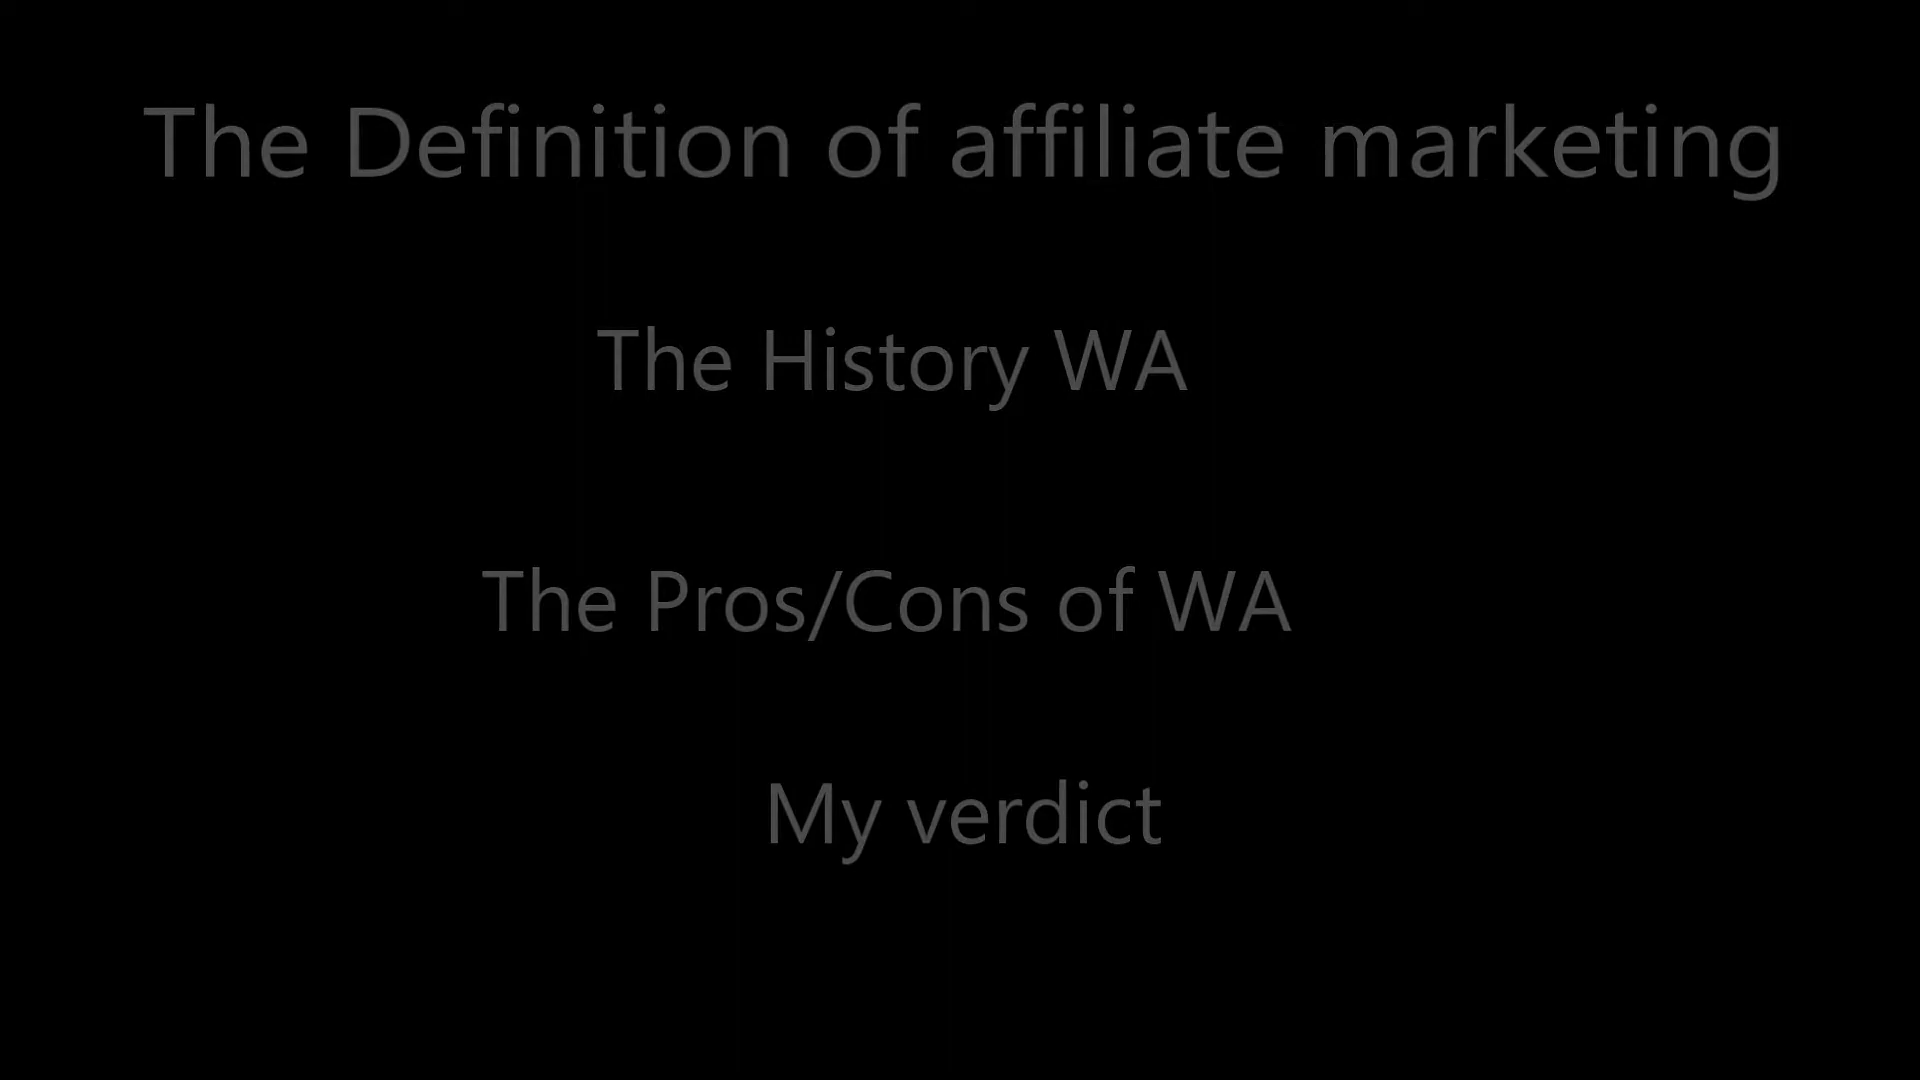 The Definition of affiliate marketing
The History WA
The Pros/Cons of WA
My verdict